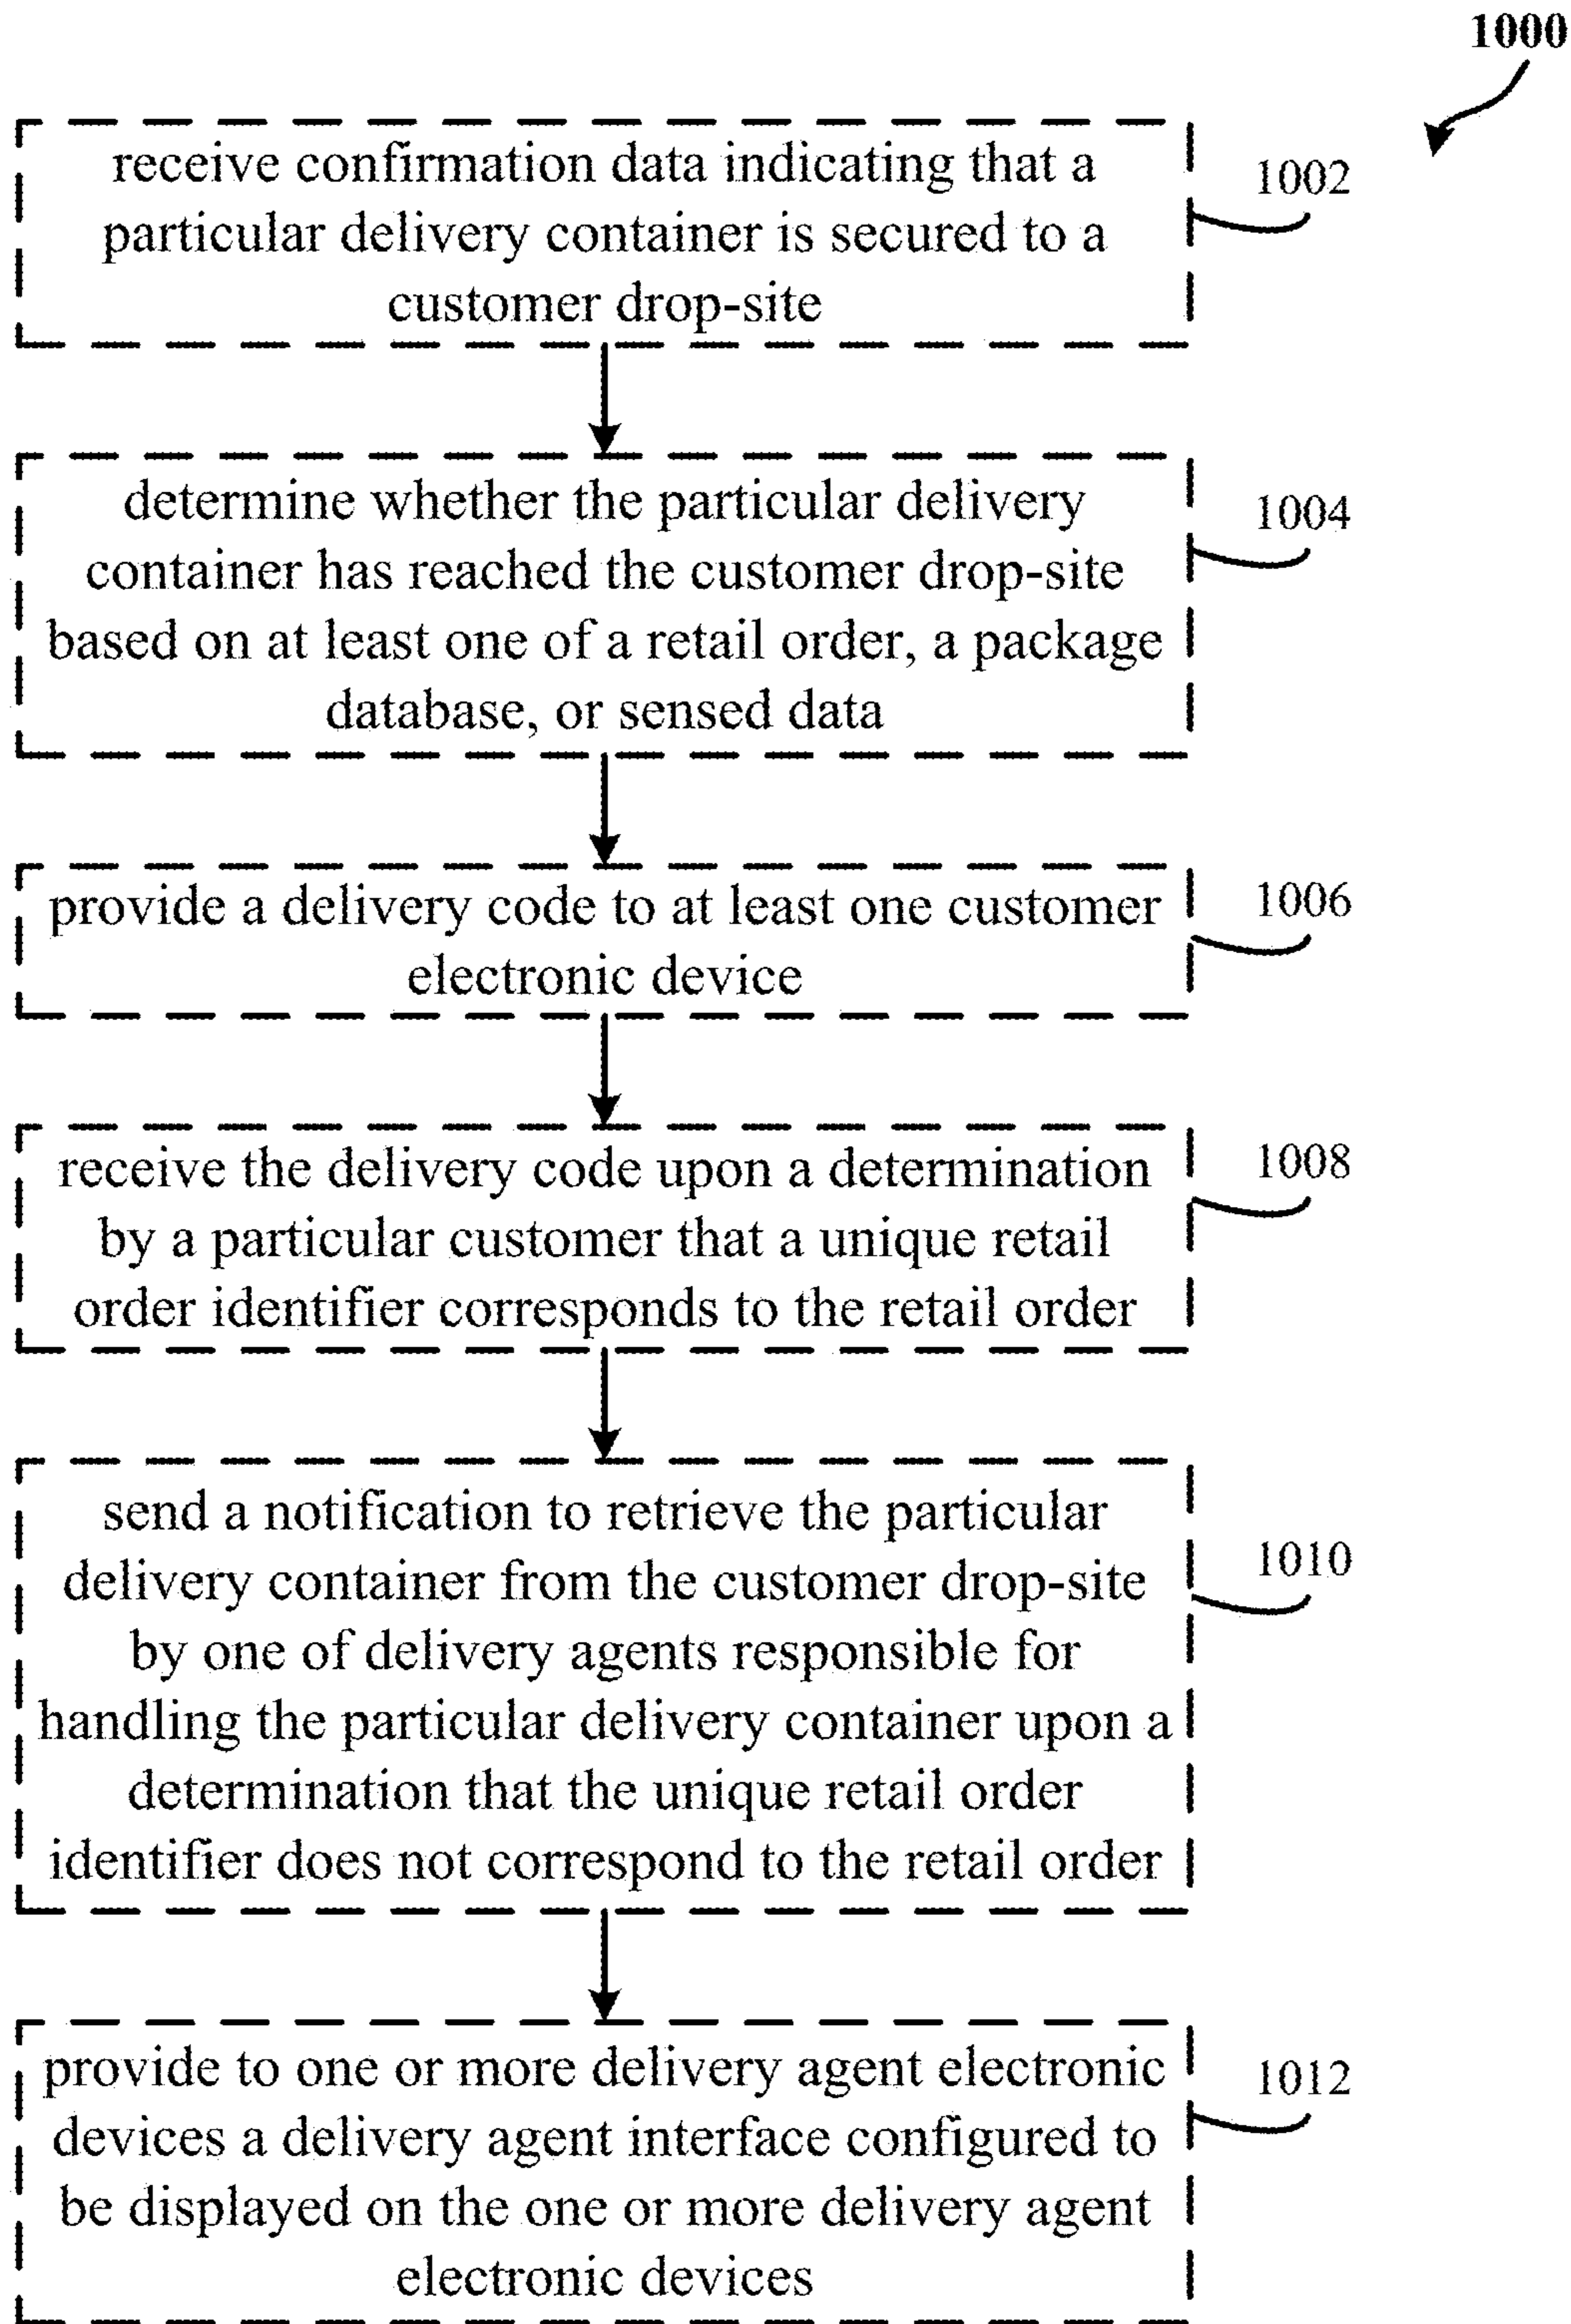 1000
receive confirmation data indicating that a
particular delivery container is secured to a
customer drop-site
1002
determine whether the particular delivery
container has reached the customer drop-site
based on at least one of a retail order, a package
database, or sensed data
1004
provide a delivery code to at least one customer
electronic device
1006
receive the delivery code upon a determination
by a particular customer that a unique retail
order identifier corresponds to the retail order
1008
send a notification to retrieve the particular
delivery container from the customer drop-site
by one of delivery agents responsible for
handling the particular delivery container upon a
determination that the unique retail order
identifier does not correspond to the retail order
1010
provide to one or more delivery agent electronic
devices a delivery agent interface configured to
be displayed on the one or more delivery agent
electronic devices
1012